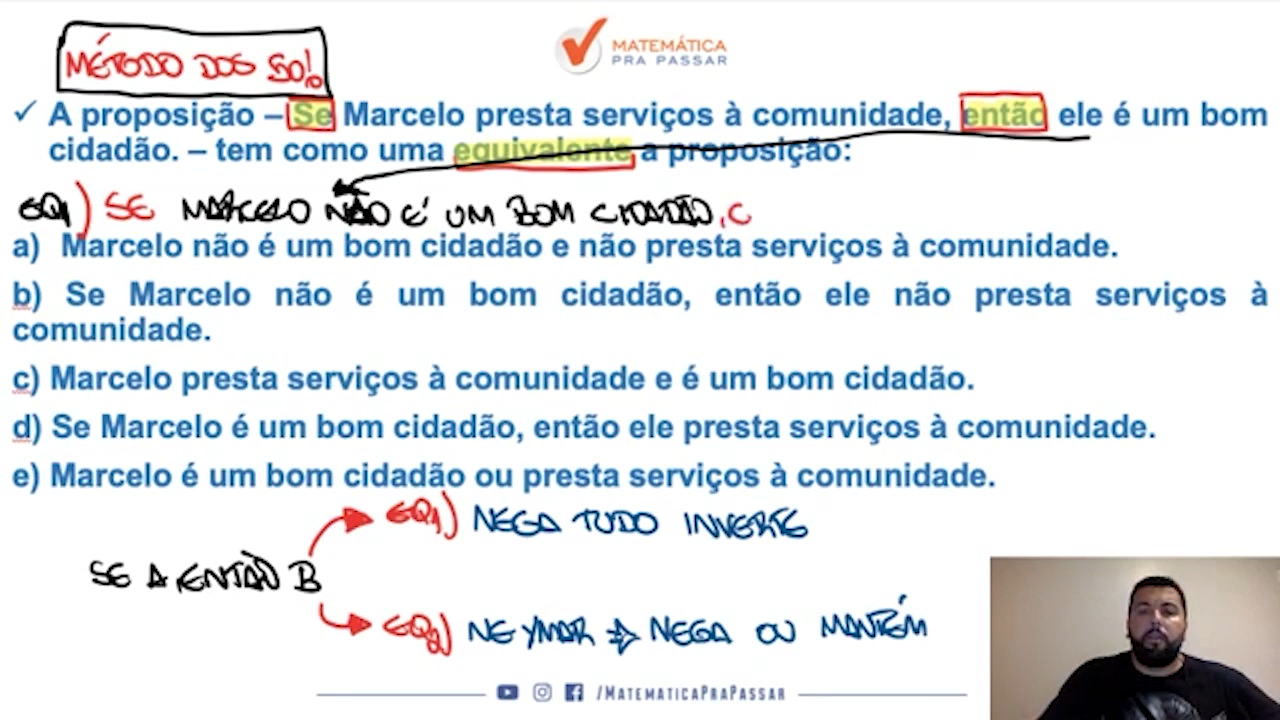 MÉTODO DOS 50!
MATEMÁTICA
PRA PASSAR
✓ A proposição – Se Marcelo presta serviços à comunidade, então ele é um bom
cidadão. – tem como uma equivalente a proposição:
EQ1) SE MARCELO NÃO É UM BOM CIDADÃO, C
a) Marcelo não é um bom cidadão e não presta serviços à comunidade.
b) Se Marcelo não é um bom cidadão, então ele não presta serviços à
comunidade.
c) Marcelo presta serviços à comunidade e é um bom cidadão.
d) Se Marcelo é um bom cidadão, então ele presta serviços à comunidade.
e) Marcelo é um bom cidadão ou presta serviços à comunidade.
EQ1) NEGA TUDO INVERTE
SE A ENTÃO B
EQ2) NEYMAR → NEGA OU MANTÉM
/MATEMATICAPRAPASSAR